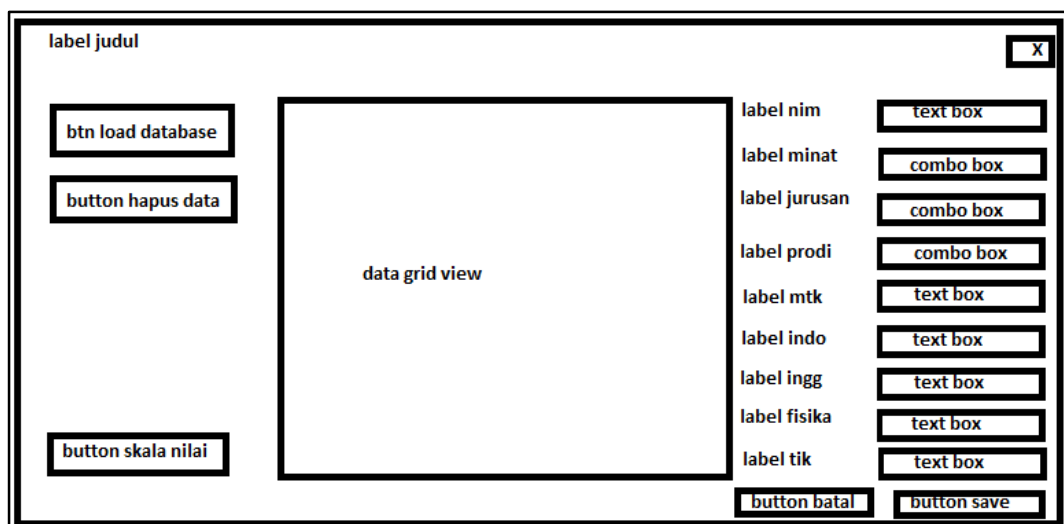 label judul
X
btn load database
button hapus data
button skala nilai
data grid view
label nim
text box
label minat
combo box
label jurusan
combo box
label prodi
combo box
label mtk
text box
label indo
text box
label ingg
text box
label fisika
text box
label tik
text box
button batal
button save